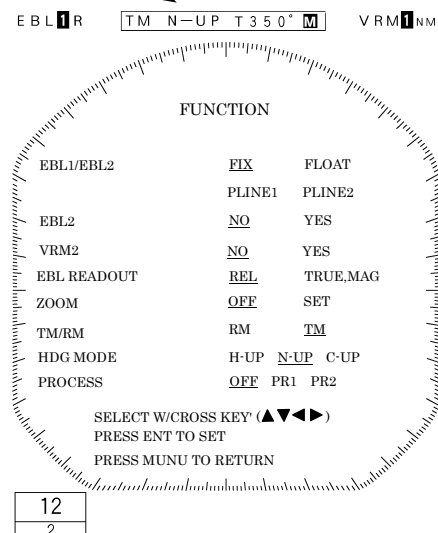 EBL1R TM N-UP T350° M VRM1NM
FUNCTION
EBL1/EBL2 FIX FLOAT
PLINE1 PLINE2
EBL2 NO YES
VRM2 NO YES
EBL READOUT REL TRUE,MAG
ZOOM OFF SET
TM/RM RM TM
HDG MODE H-UP N-UP C-UP
PROCESS OFF PR1 PR2
SELECT W/CROSS KEY' (▲▼◀▶)
PRESS ENT TO SET
PRESS MUNU TO RETURN
12
2